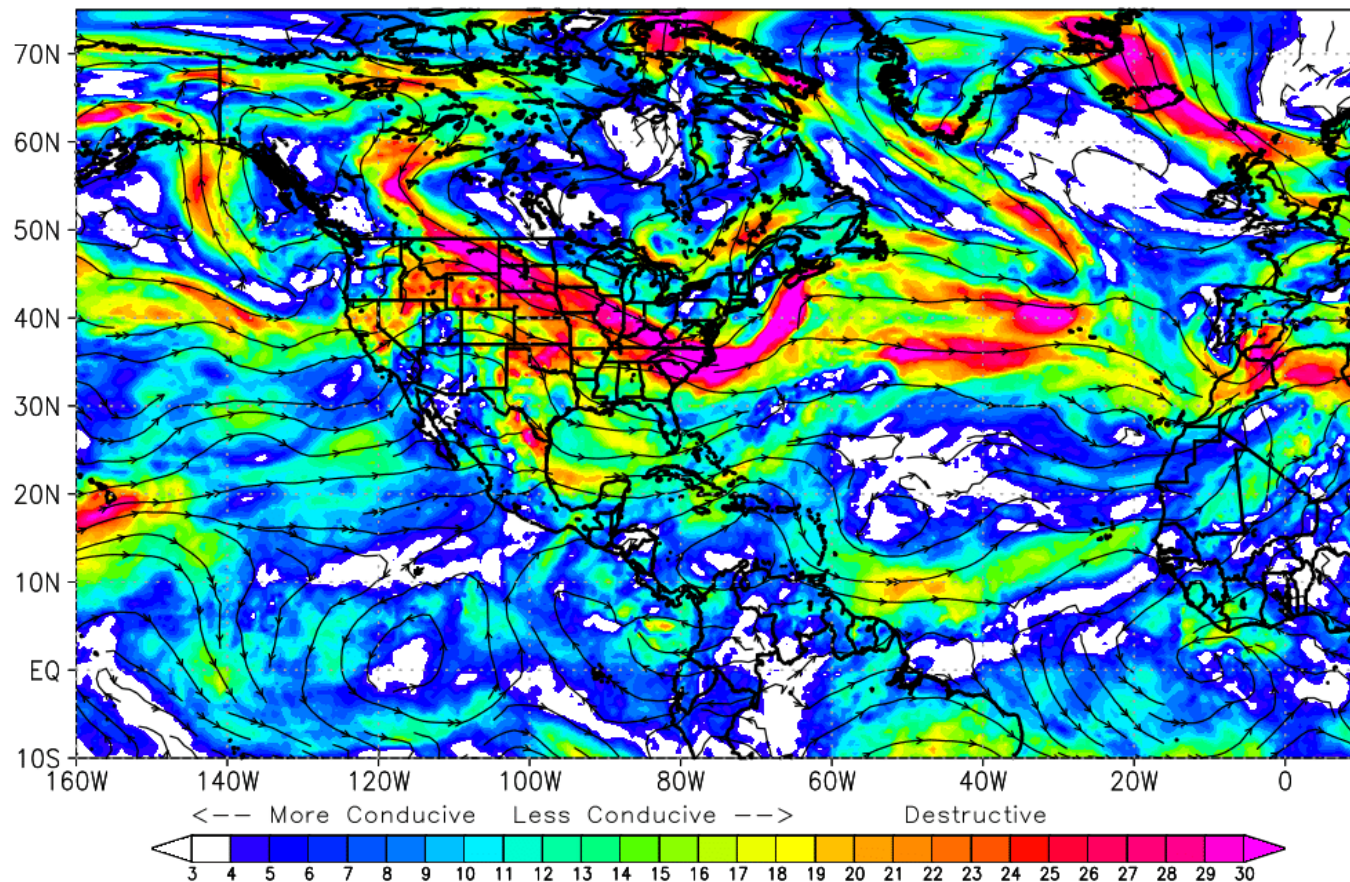 70N
60N
50N
40N
30N
20N
10N
EQ
10S
160W 140W 120W 100W 80W 60W 40W 20W 0
<-- More Conducive Less Conducive --> Destructive
3 4 5 6 7 8 9 10 11 12 13 14 15 16 17 18 19 20 21 22 23 24 25 26 27 28 29 30